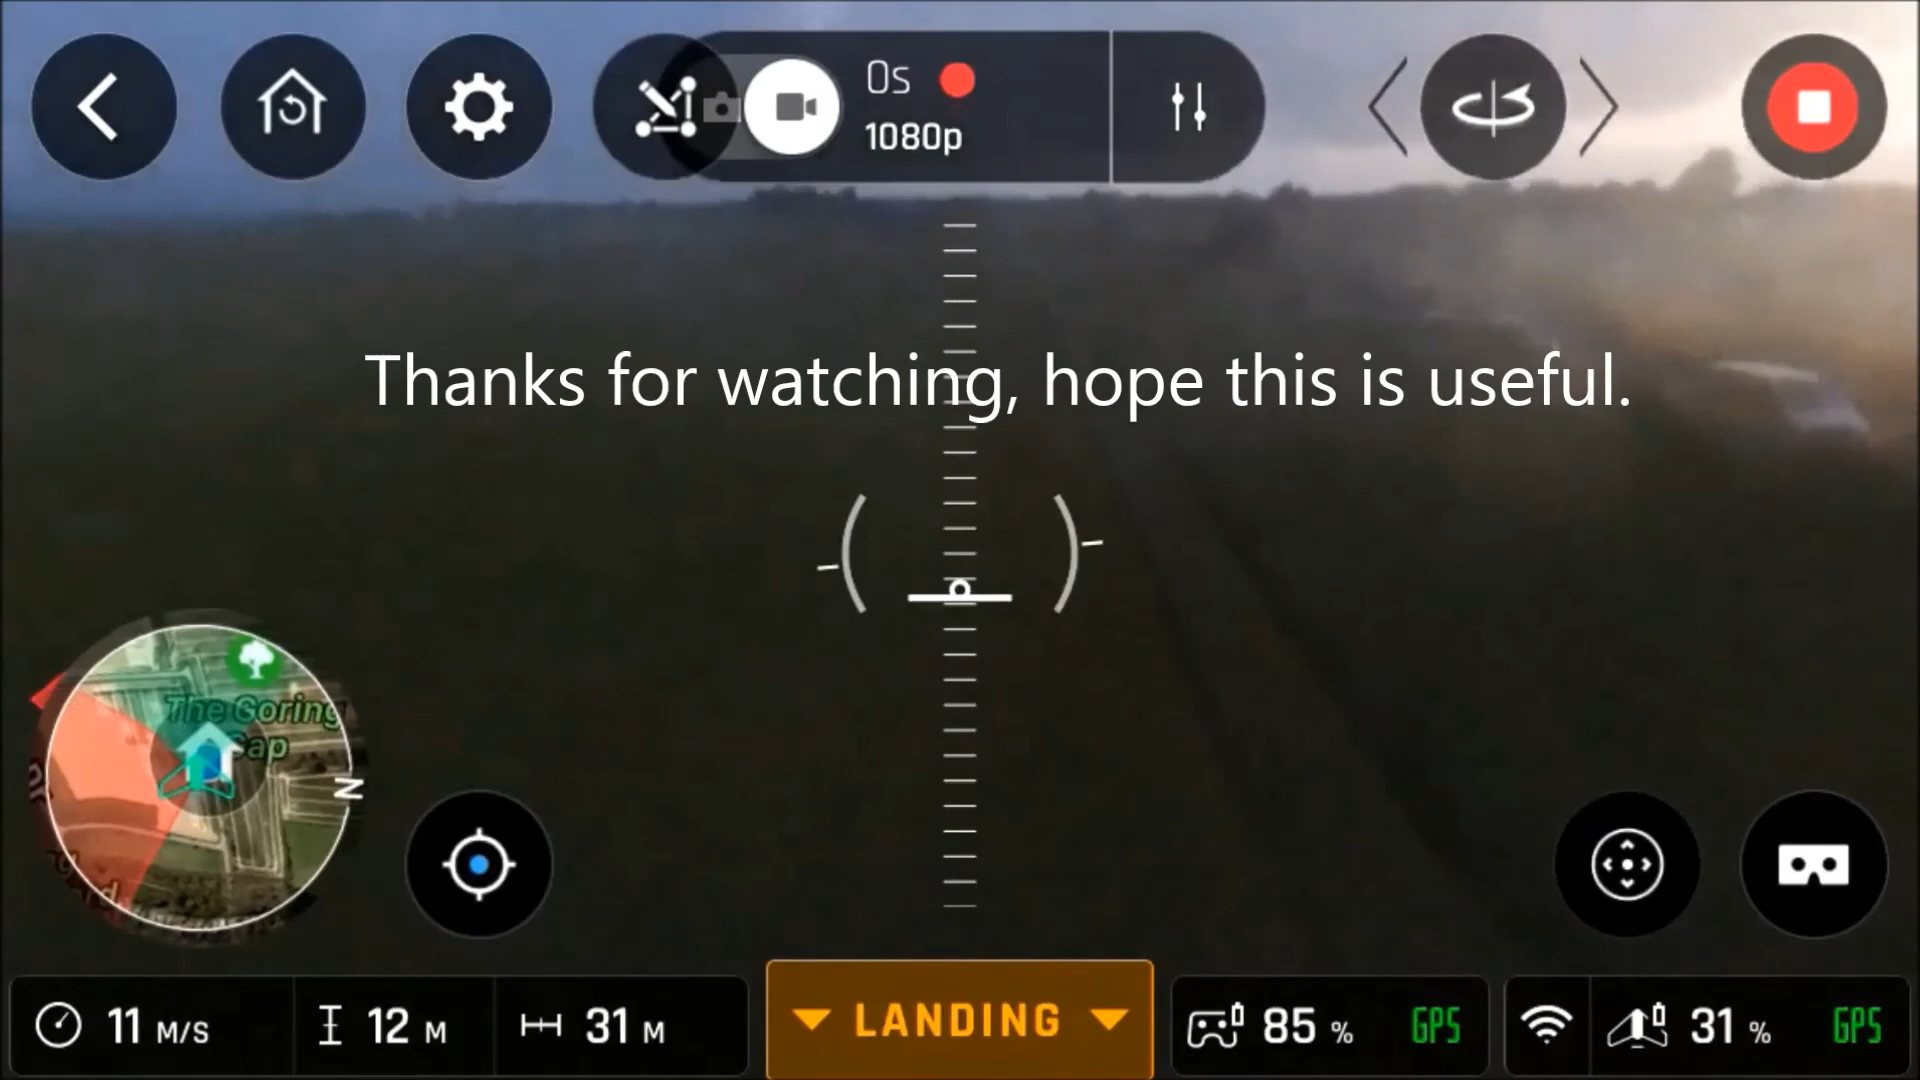 0s
1080p
Thanks for watching, hope this is useful.
The Goring
Gap
N
11 M/S
12 M
31 M
LANDING
85 %
GPS
31 %
GPS